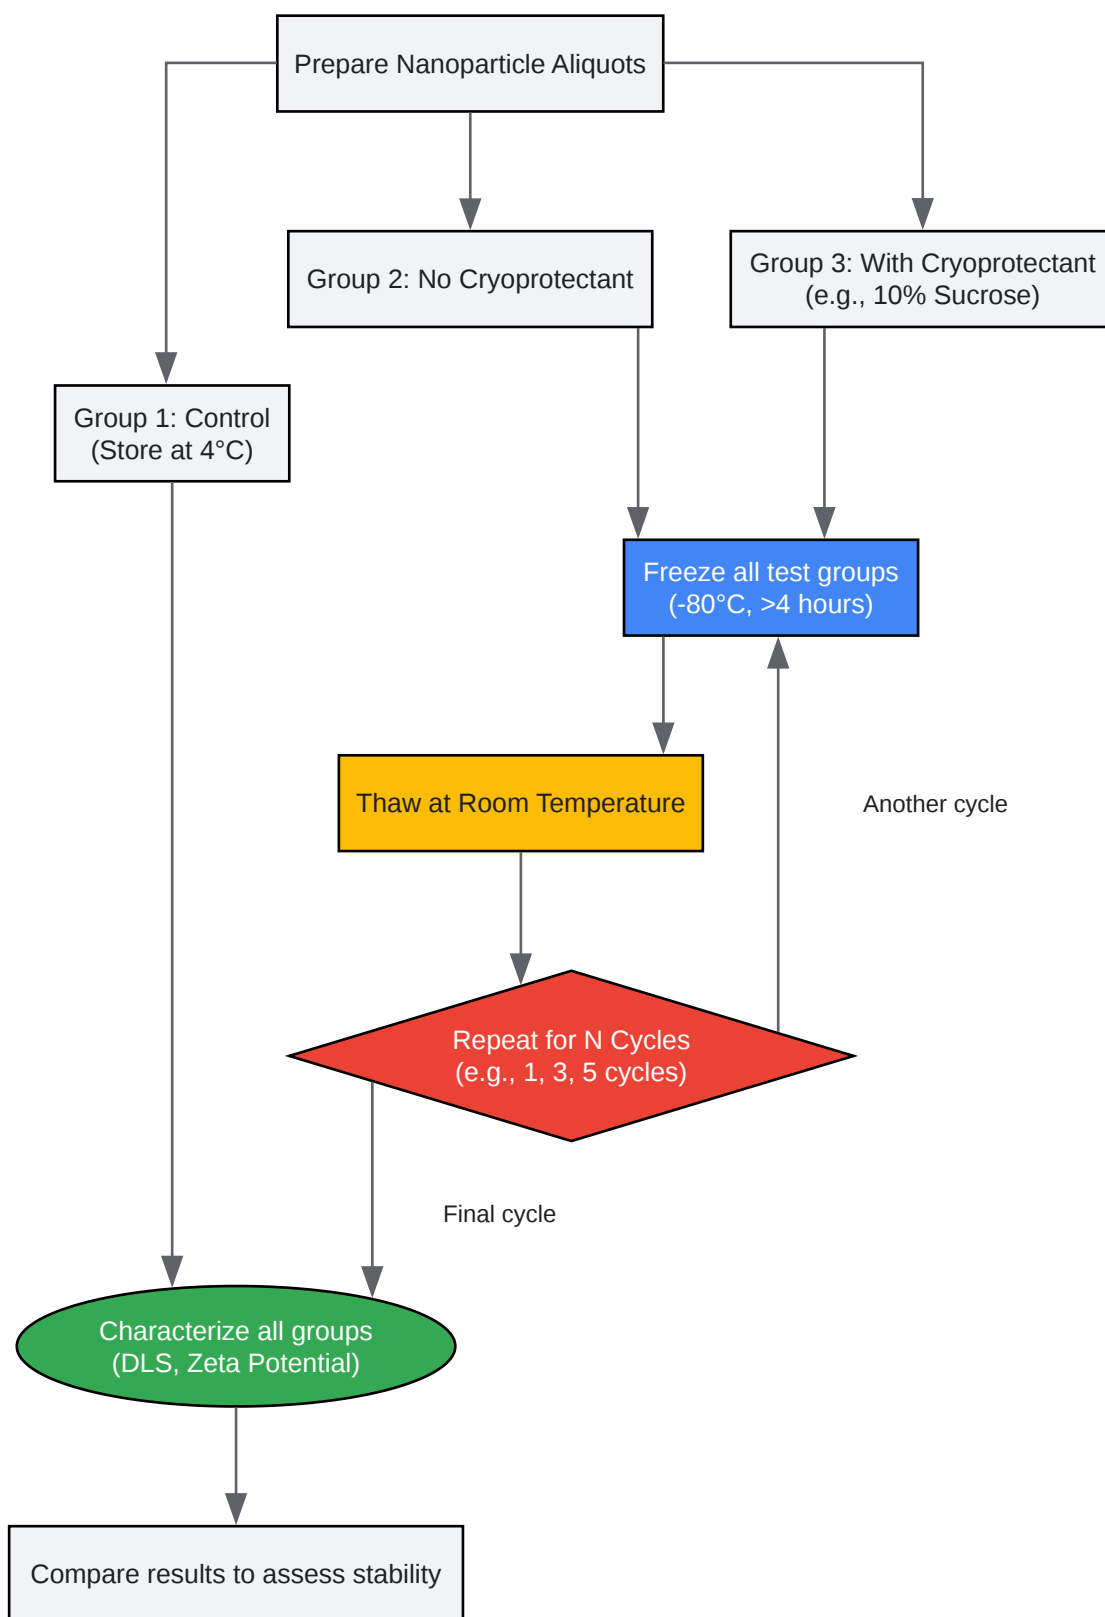 Prepare Nanoparticle Aliquots
Group 2: No Cryoprotectant
Group 3: With Cryoprotectant
(e.g., 10% Sucrose)
Group 1: Control
(Store at 4°C)
Freeze all test groups
(-80°C, >4 hours)
Thaw at Room Temperature
Another cycle
Repeat for N Cycles
(e.g., 1, 3, 5 cycles)
Final cycle
Characterize all groups
(DLS, Zeta Potential)
Compare results to assess stability